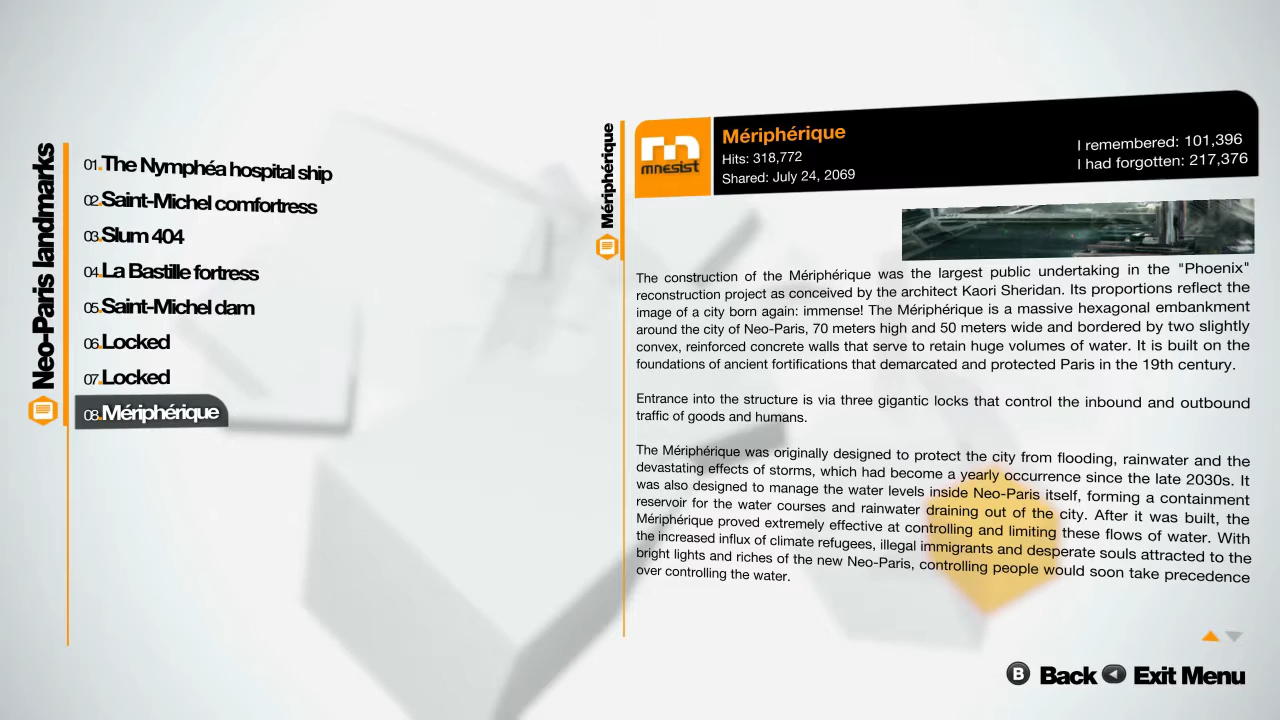 Neo-Paris landmarks
01.The Nymphéa hospital ship
02.Saint-Michel comfortress
03.Slum 404
04.La Bastille fortress
05.Saint-Michel dam
06.Locked
07.Locked
08.Mériphérique
Mériphérique
mnesist
Mériphérique
Hits: 318,772
Shared: July 24, 2069
I remembered: 101,396
I had forgotten: 217,376
The construction of the Mériphérique was the largest public undertaking in the "Phoenix"
reconstruction project as conceived by the architect Kaori Sheridan. Its proportions reflect the
image of a city born again: immense! The Mériphérique is a massive hexagonal embankment
around the city of Neo-Paris, 70 meters high and 50 meters wide and bordered by two slightly
convex, reinforced concrete walls that serve to retain huge volumes of water. It is built on the
foundations of ancient fortifications that demarcated and protected Paris in the 19th century.
Entrance into the structure is via three gigantic locks that control the inbound and outbound
traffic of goods and humans.
The Mériphérique was originally designed to protect the city from flooding, rainwater and the
devastating effects of storms, which had become a yearly occurrence since the late 2030s. It
was also designed to manage the water levels inside Neo-Paris itself, forming a containment
reservoir for the water courses and rainwater draining out of the city. After it was built, the
Mériphérique proved extremely effective at controlling and limiting these flows of water. With
the increased influx of climate refugees, illegal immigrants and desperate souls attracted to the
bright lights and riches of the new Neo-Paris, controlling people would soon take precedence
over controlling the water.
B Back Exit Menu